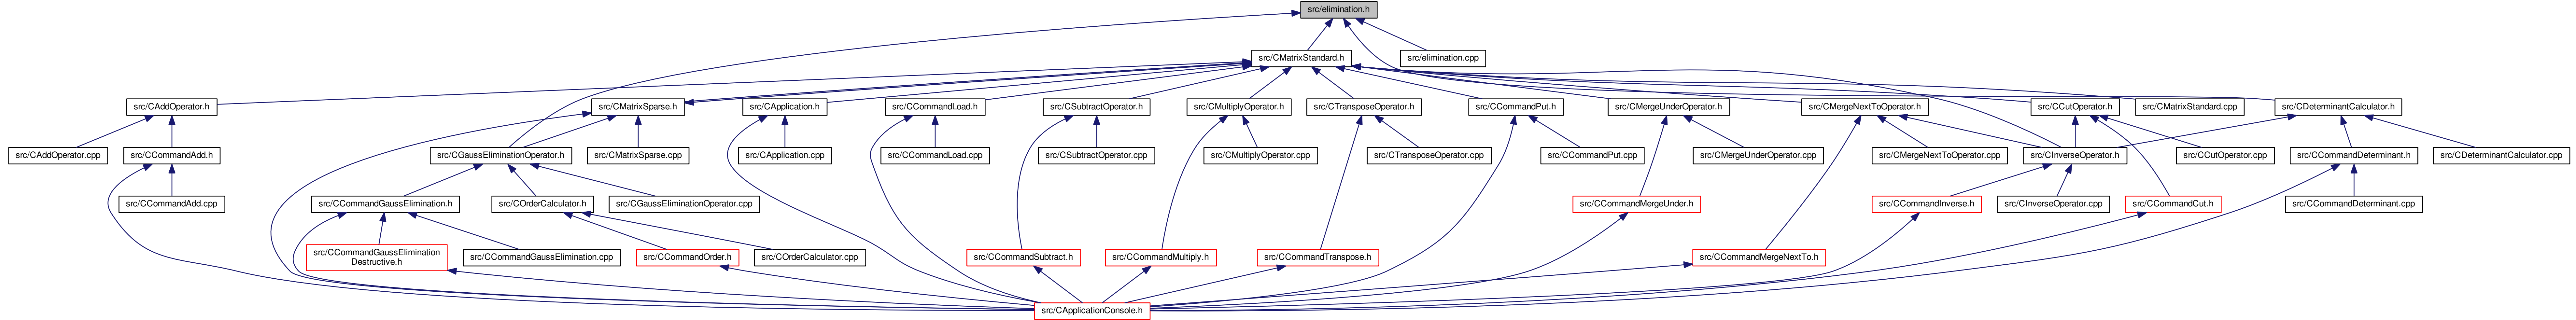 src/elimination.h
src/CMatrixStandard.h
src/elimination.cpp
src/CAddOperator.h
src/CMatrixSparse.h
src/CApplication.h
src/CCommandLoad.h
src/CSubtractOperator.h
src/CMultiplyOperator.h
src/CTransposeOperator.h
src/CCommandPut.h
src/CMergeUnderOperator.h
src/CMergeNextToOperator.h
src/CCutOperator.h
src/CMatrixStandard.cpp
src/CDeterminantCalculator.h
src/CAddOperator.cpp
src/CCommandAdd.h
src/CGaussEliminationOperator.h
src/CMatrixSparse.cpp
src/CApplication.cpp
src/CCommandLoad.cpp
src/CSubtractOperator.cpp
src/CMultiplyOperator.cpp
src/CTransposeOperator.cpp
src/CCommandPut.cpp
src/CMergeUnderOperator.cpp
src/CMergeNextToOperator.cpp
src/CInverseOperator.h
src/CCutOperator.cpp
src/CCommandDeterminant.h
src/CDeterminantCalculator.cpp
src/CCommandAdd.cpp
src/CCommandGaussElimination.h
src/COrderCalculator.h
src/CGaussEliminationOperator.cpp
src/CCommandMergeUnder.h
src/CCommandInverse.h
src/CInverseOperator.cpp
src/CCommandCut.h
src/CCommandDeterminant.cpp
src/CCommandGaussElimination
Destructive.h
src/CCommandGaussElimination.cpp
src/CCommandOrder.h
src/COrderCalculator.cpp
src/CCommandSubtract.h
src/CCommandMultiply.h
src/CCommandTranspose.h
src/CCommandMergeNextTo.h
src/CApplicationConsole.h